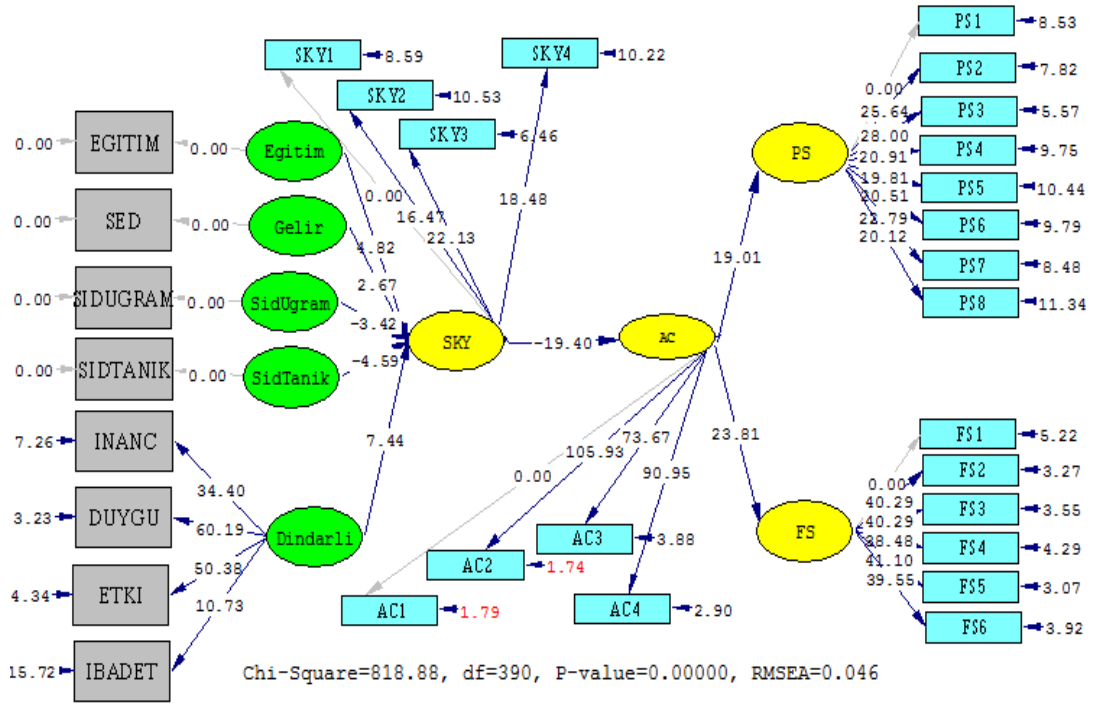 SKY1
8.59
SKY2
10.53
SKY3
6.46
SKY4
10.22
0.00
EGITIM
0.00
Egitim
0.00
SED
0.00
Gelir
0.00
SIDUGRAM
0.00
SidUgram
0.00
SIDTANIK
0.00
SidTanik
7.26
INANC
34.40
3.23
DUYGU
60.19
4.34
ETKI
50.38
15.72
IBADET
10.73
Dindarli
0.00
16.47
22.13
18.48
4.82
2.67
-3.42
-4.59
7.44
SKY
-19.40
AC
19.01
23.81
0.00
105.93
73.67
90.95
AC1
1.79
AC2
1.74
AC3
3.88
AC4
2.90
PS
0.00
25.64
28.00
20.91
19.81
20.51
22.79
20.12
PS1
8.53
PS2
7.82
PS3
5.57
PS4
9.75
PS5
10.44
PS6
9.79
PS7
8.48
PS8
11.34
FS
0.00
40.29
40.29
38.48
41.10
39.55
FS1
5.22
FS2
3.27
FS3
3.55
FS4
4.29
FS5
3.07
FS6
3.92
Chi-Square=818.88, df=390, P-value=0.00000, RMSEA=0.046